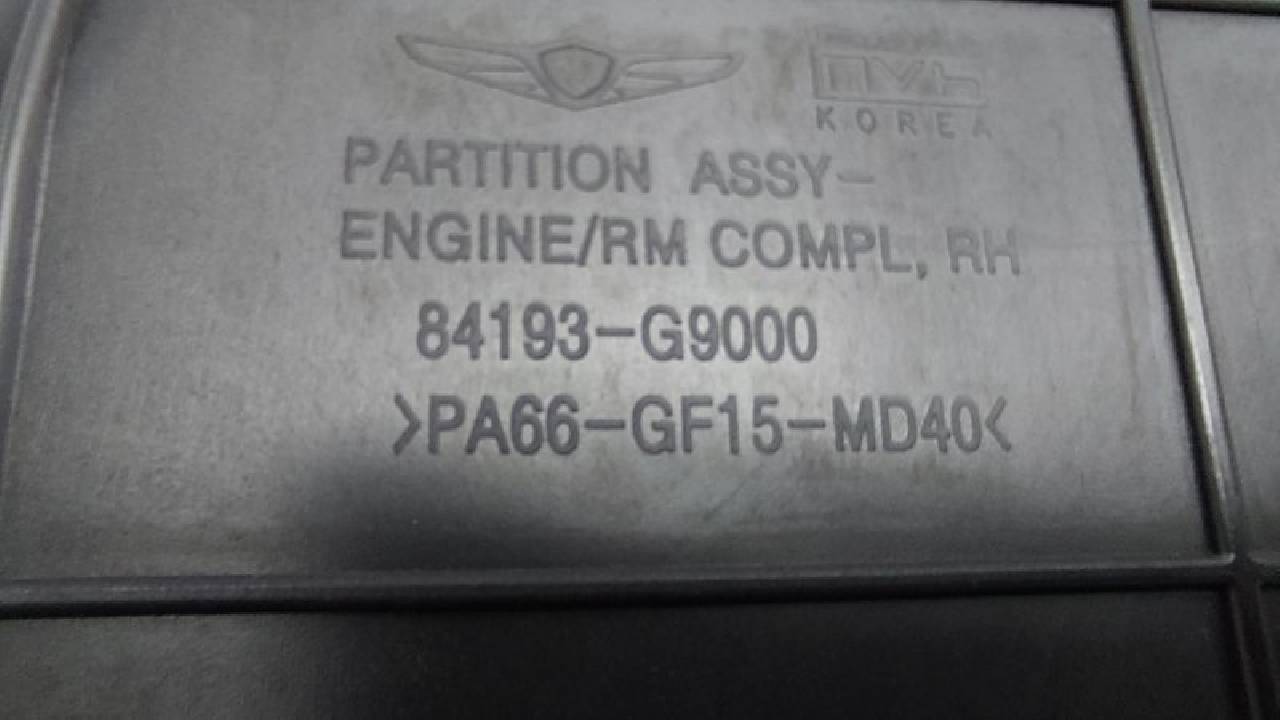 nVh
KOREA
PARTITION ASSY-
ENGINE/RM COMPL, RH
84193-G9000
>PA66-GF15-MD40<